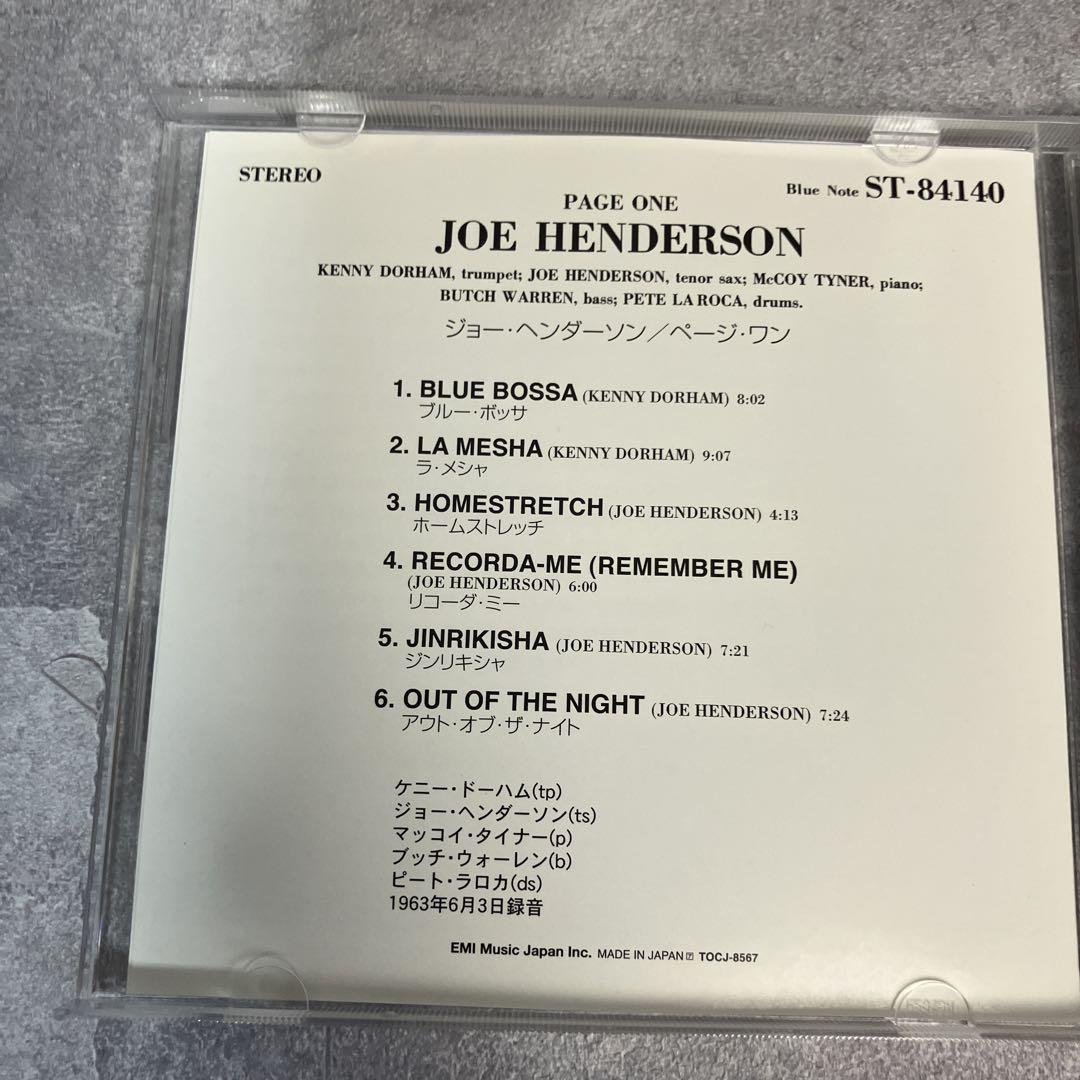 STEREO
Blue Note ST-84140
PAGE ONE
JOE HENDERSON
KENNY DORHAM, trumpet; JOE HENDERSON, tenor sax; McCOY TYNER, piano;
BUTCH WARREN, bass; PETE LA ROCA, drums.
ジョー・ヘンダーソン／ページ・ワン
1. BLUE BOSSA (KENNY DORHAM) 8:02
ブルー・ボッサ
2. LA MESHA (KENNY DORHAM) 9:07
ラ・メシャ
3. HOMESTRETCH (JOE HENDERSON) 4:13
ホームストレッチ
4. RECORDA-ME (REMEMBER ME)
(JOE HENDERSON) 6:00
リコーダ・ミー
5. JINRIKISHA (JOE HENDERSON) 7:21
ジンリキシャ
6. OUT OF THE NIGHT (JOE HENDERSON) 7:24
アウト・オブ・ザ・ナイト
ケニー・ドーハム(tp)
ジョー・ヘンダーソン(ts)
マッコイ・タイナー(p)
ブッチ・ウォーレン(b)
ピート・ラロカ(ds)
1963年6月3日録音
EMI Music Japan Inc. MADE IN JAPAN Ⓟ TOCJ-8567